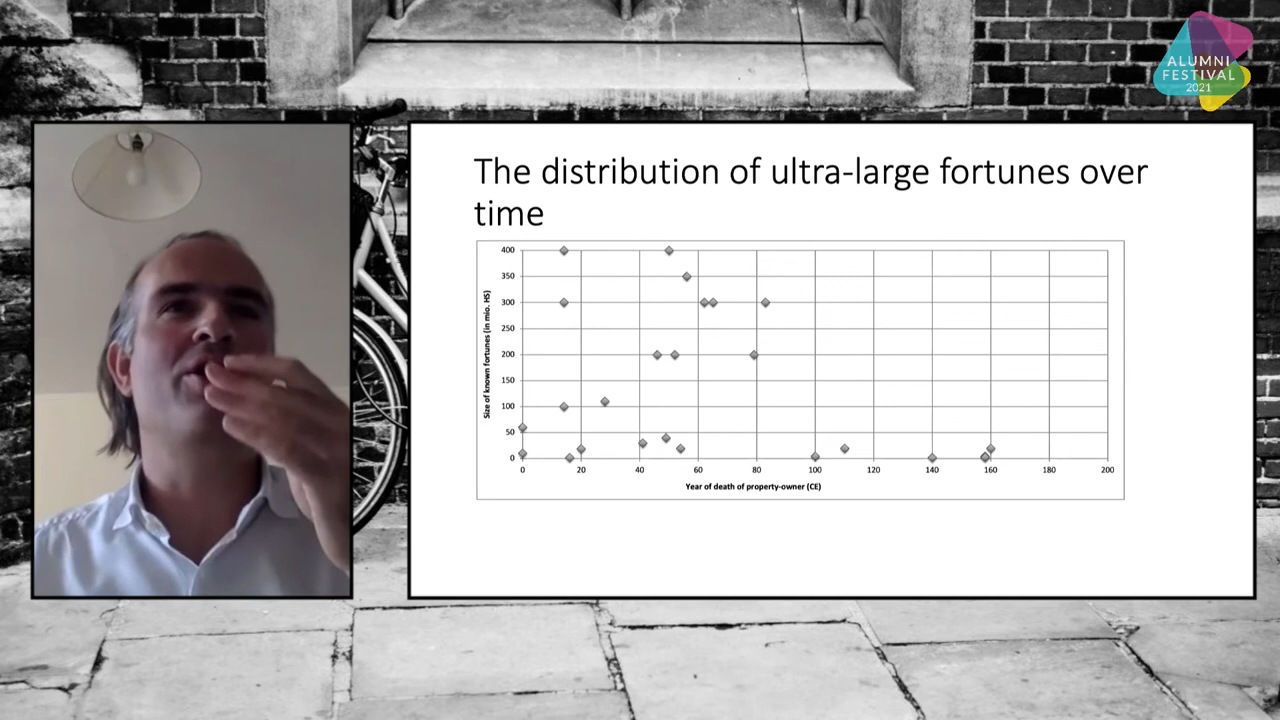 ALUMNI
FESTIVAL
2021
The distribution of ultra-large fortunes over
time
Size of known fortunes (in mio. HS)
400
350
300
250
200
150
100
50
0
0 20 40 60 80 100 120 140 160 180 200
Year of death of property-owner (CE)